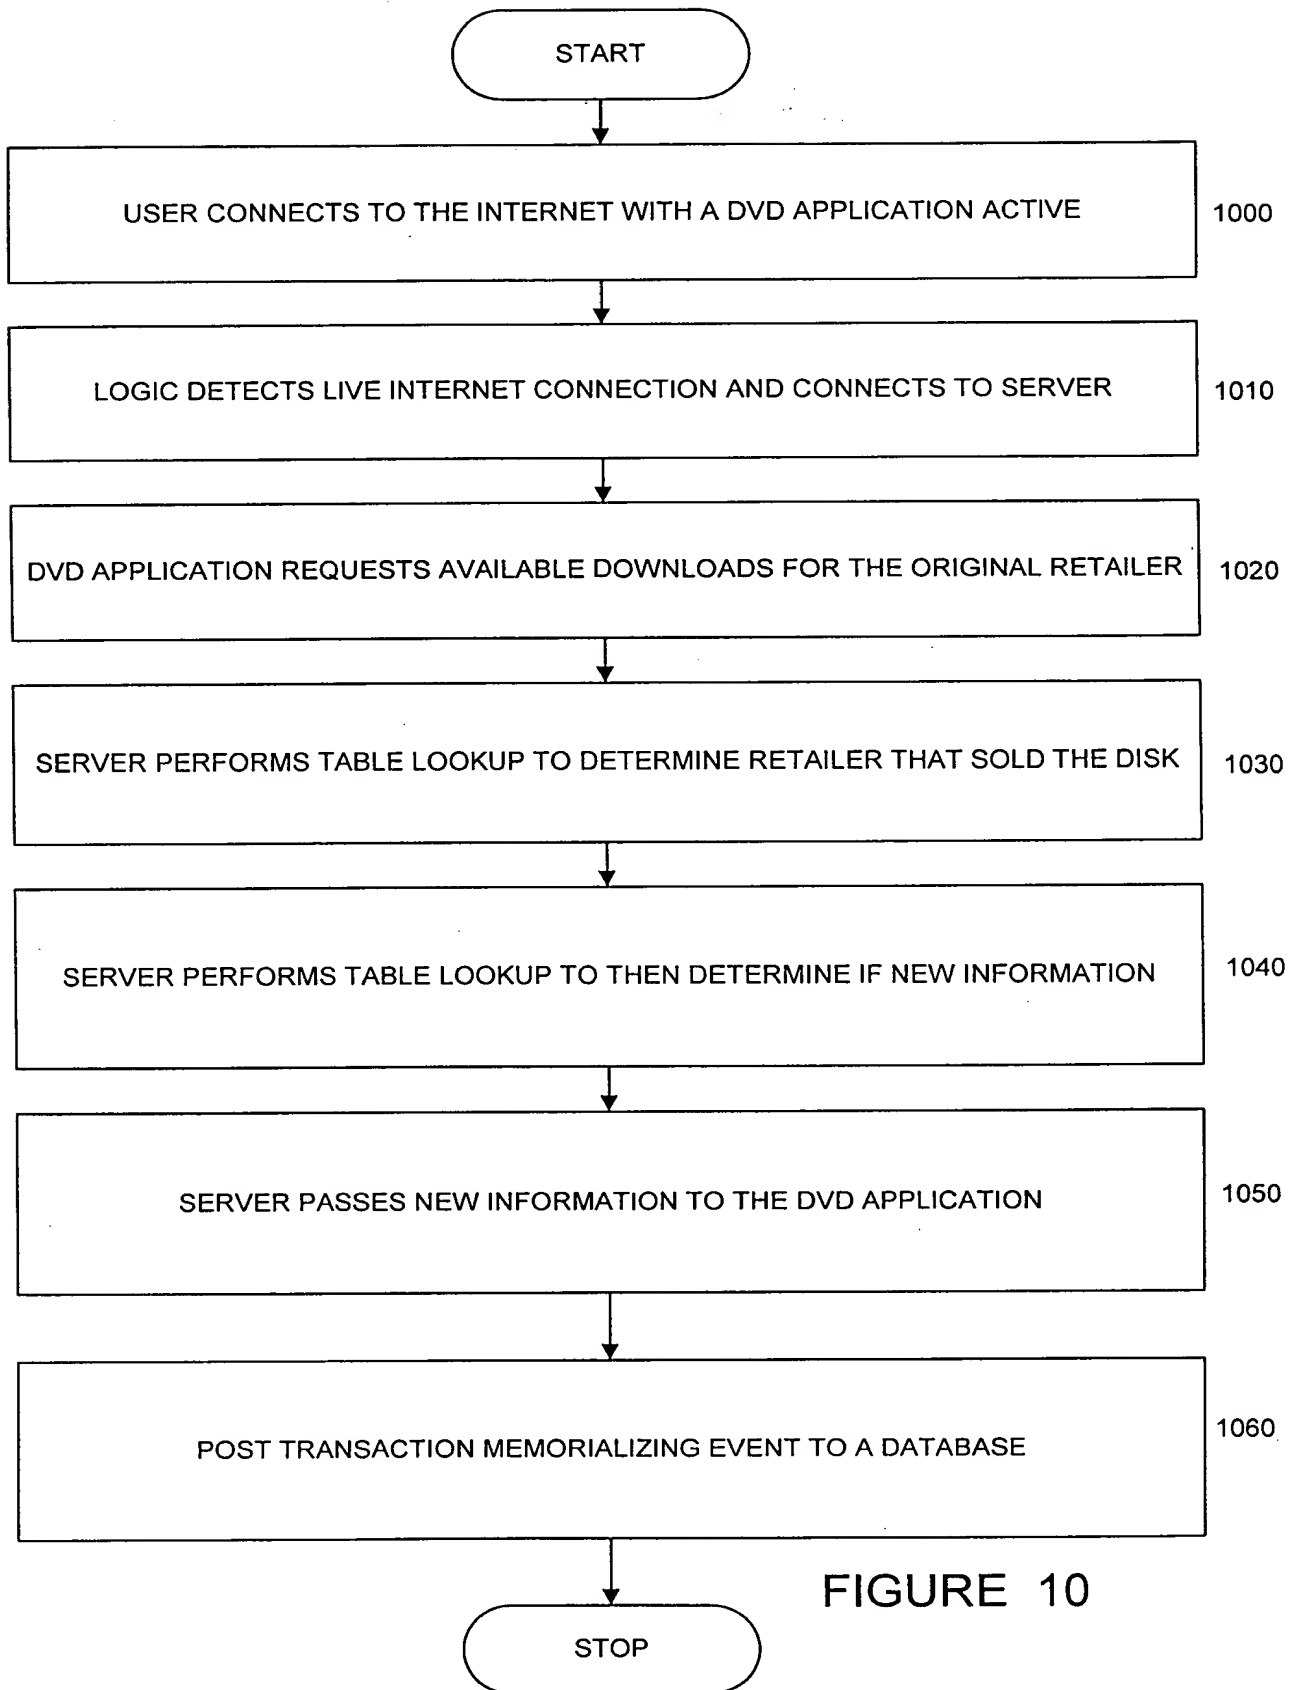 START
USER CONNECTS TO THE INTERNET WITH A DVD APPLICATION ACTIVE
1000
LOGIC DETECTS LIVE INTERNET CONNECTION AND CONNECTS TO SERVER
1010
DVD APPLICATION REQUESTS AVAILABLE DOWNLOADS FOR THE ORIGINAL RETAILER
1020
SERVER PERFORMS TABLE LOOKUP TO DETERMINE RETAILER THAT SOLD THE DISK
1030
SERVER PERFORMS TABLE LOOKUP TO THEN DETERMINE IF NEW INFORMATION
1040
SERVER PASSES NEW INFORMATION TO THE DVD APPLICATION
1050
POST TRANSACTION MEMORIALIZING EVENT TO A DATABASE
1060
FIGURE 10
STOP